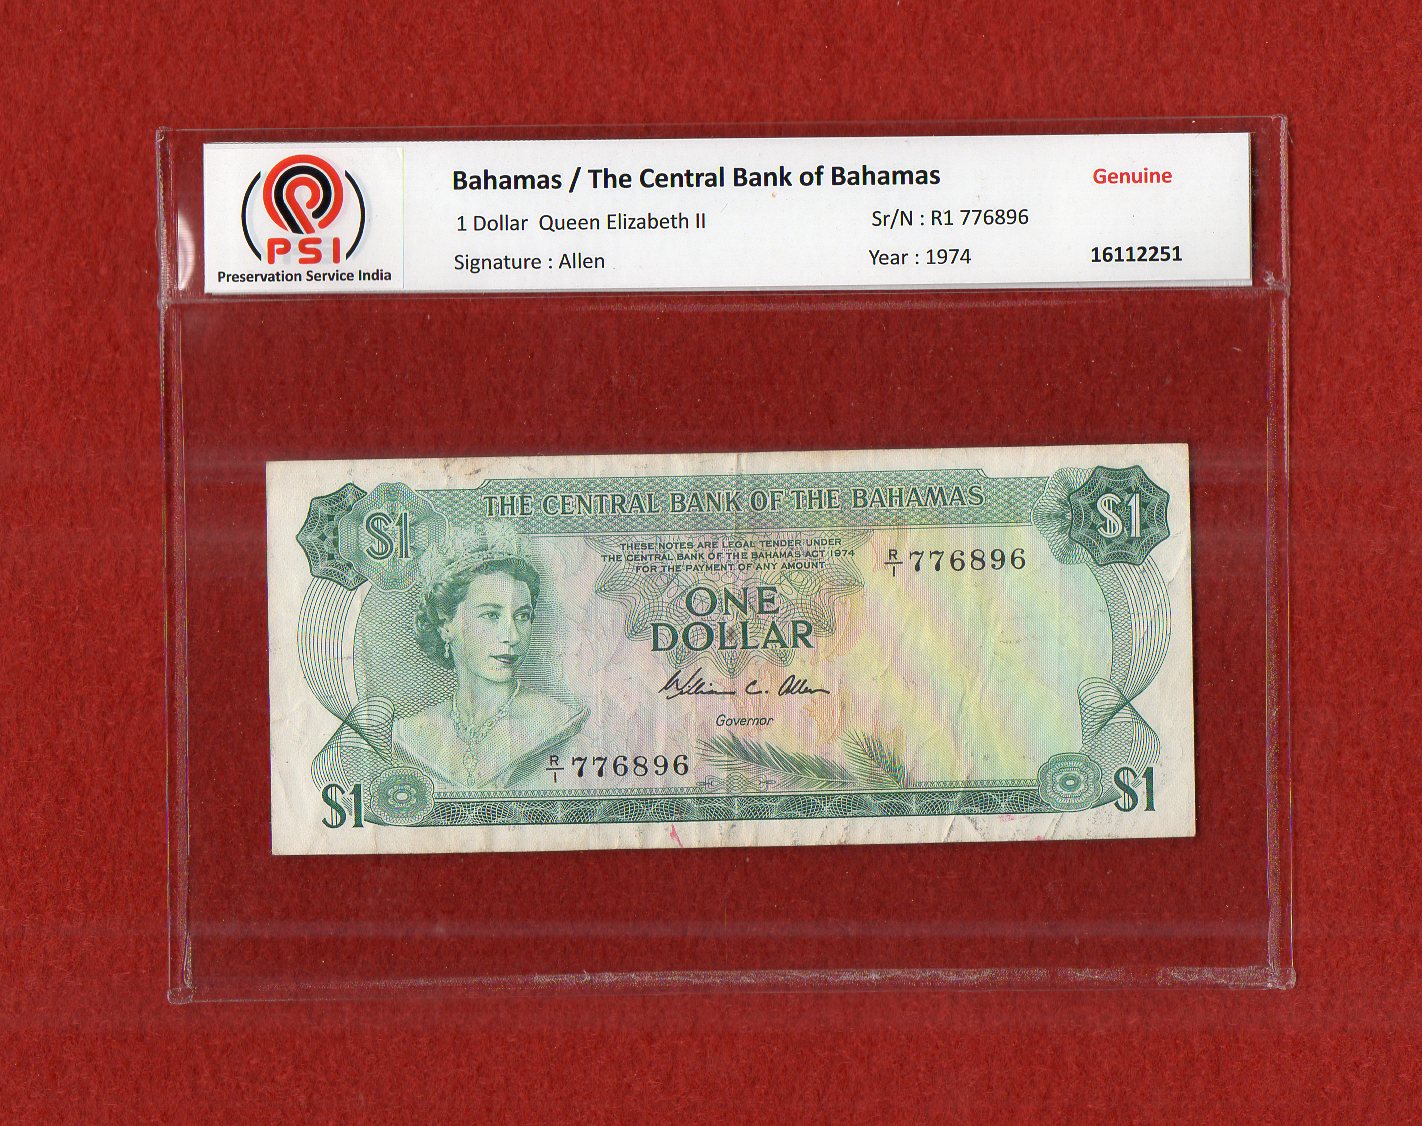 PSI
Preservation Service India
Bahamas / The Central Bank of Bahamas
Genuine
1 Dollar Queen Elizabeth II
Sr/N : R1 776896
Signature : Allen
Year : 1974
16112251
$1
THE CENTRAL BANK OF THE BAHAMAS
$1
THESE NOTES ARE LEGAL TENDER UNDER
THE CENTRAL BANK OF THE BAHAMAS ACT 1974
FOR THE PAYMENT OF ANY AMOUNT
R/1 776896
ONE
DOLLAR
William C. Allen
Governor
R/1 776896
$1
$1